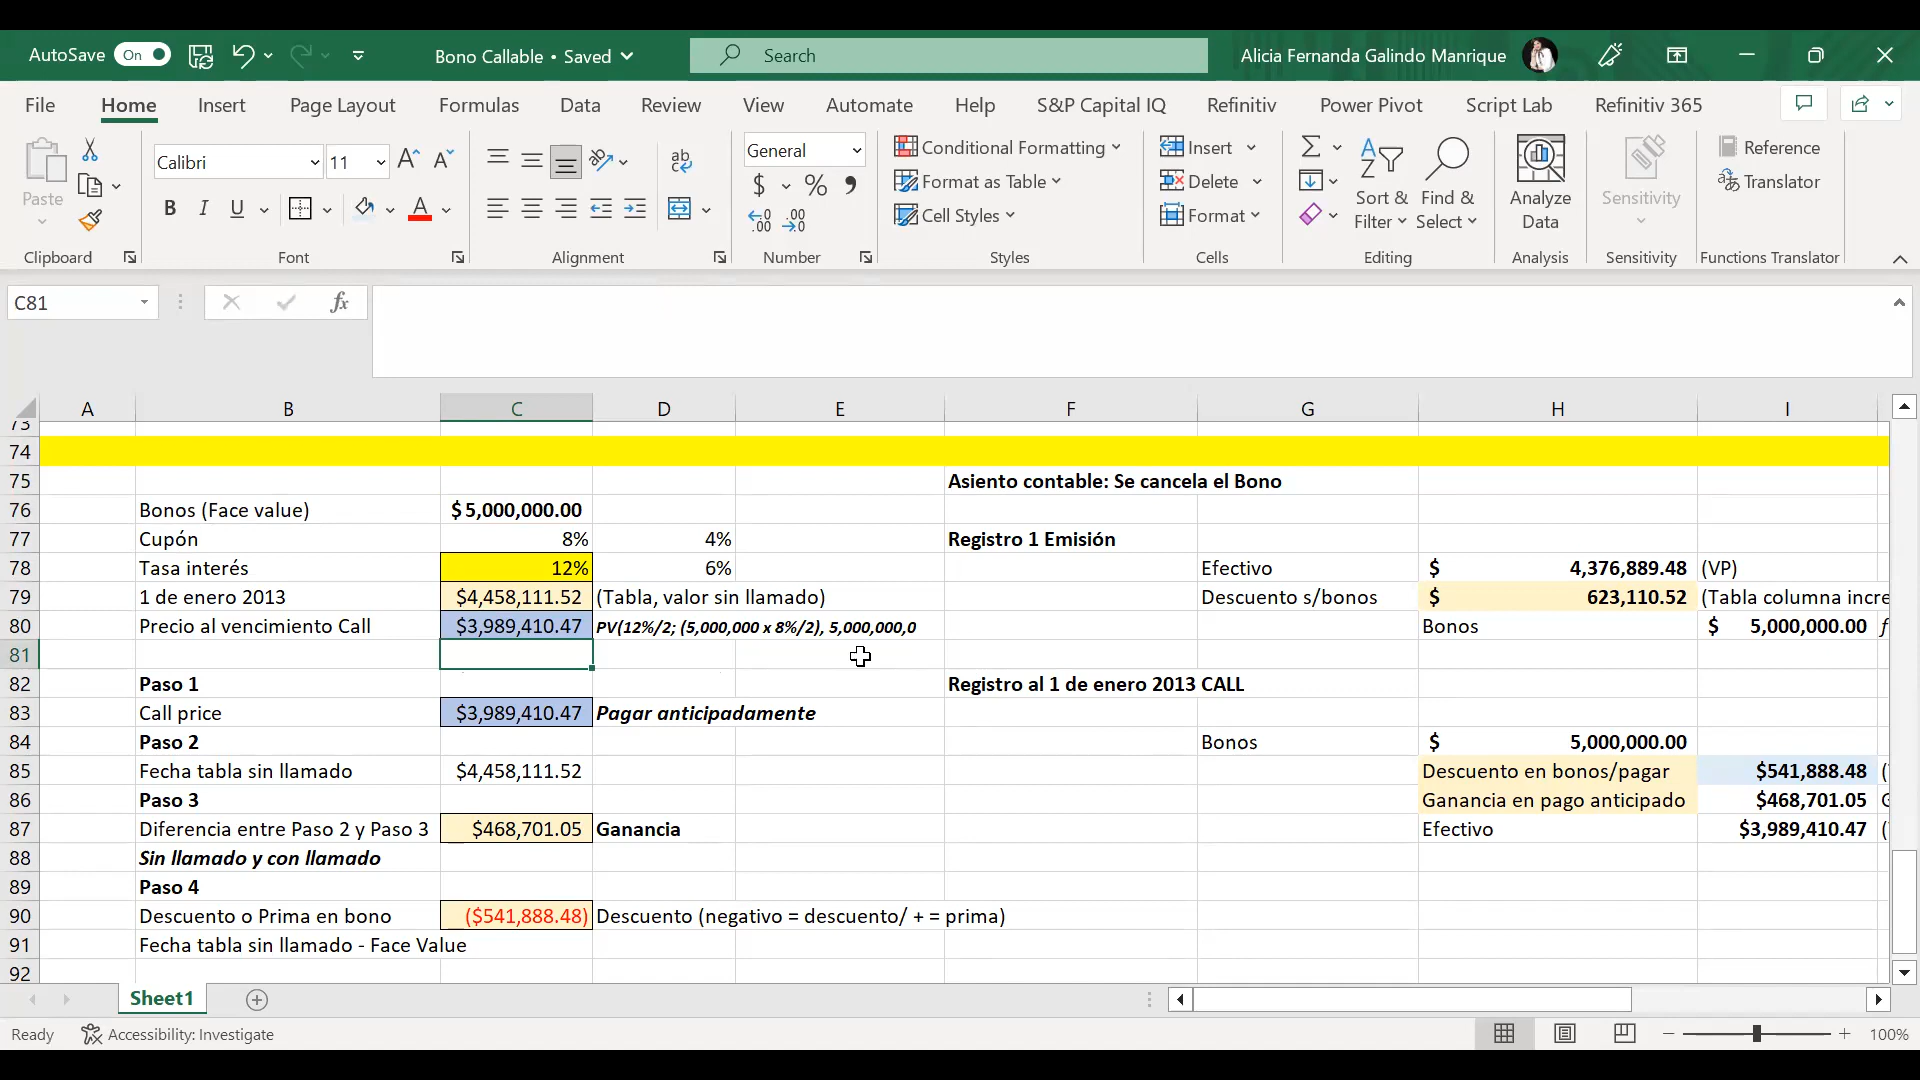 AutoSave On Bono Callable • Saved Search Alicia Fernanda Galindo Manrique
File Home Insert Page Layout Formulas Data Review View Automate Help S&P Capital IQ Refinitiv Power Pivot Script Lab Refinitiv 365
Paste
Calibri 11
ab
General
$ % 9
Conditional Formatting
Format as Table
Cell Styles
Insert
Delete
Format
Sort & Filter
Find & Select
Analyze Data
Sensitivity
Reference
Translator
Clipboard Font Alignment Number Styles Cells Editing Analysis Sensitivity Functions Translator
C81 fx
A B C D E F G H I
73
74
75 Asiento contable: Se cancela el Bono
76 Bonos (Face value) $ 5,000,000.00
77 Cupón 8% 4% Registro 1 Emisión
78 Tasa interés 12% 6% Efectivo $ 4,376,889.48 (VP)
79 1 de enero 2013 $4,458,111.52 (Tabla, valor sin llamado) Descuento s/bonos $ 623,110.52 (Tabla columna incre
80 Precio al vencimiento Call $3,989,410.47 PV(12%/2; (5,000,000 x 8%/2), 5,000,000,0 Bonos $ 5,000,000.00 f
81
82 Paso 1 Registro al 1 de enero 2013 CALL
83 Call price $3,989,410.47 Pagar anticipadamente
84 Paso 2 Bonos $ 5,000,000.00
85 Fecha tabla sin llamado $4,458,111.52 Descuento en bonos/pagar $541,888.48 (
86 Paso 3 Ganancia en pago anticipado $468,701.05 G
87 Diferencia entre Paso 2 y Paso 3 $468,701.05 Ganancia Efectivo $3,989,410.47 (
88 Sin llamado y con llamado
89 Paso 4
90 Descuento o Prima en bono ($541,888.48) Descuento (negativo = descuento/ + = prima)
91 Fecha tabla sin llamado - Face Value
92
Sheet1
Ready Accessibility: Investigate 100%